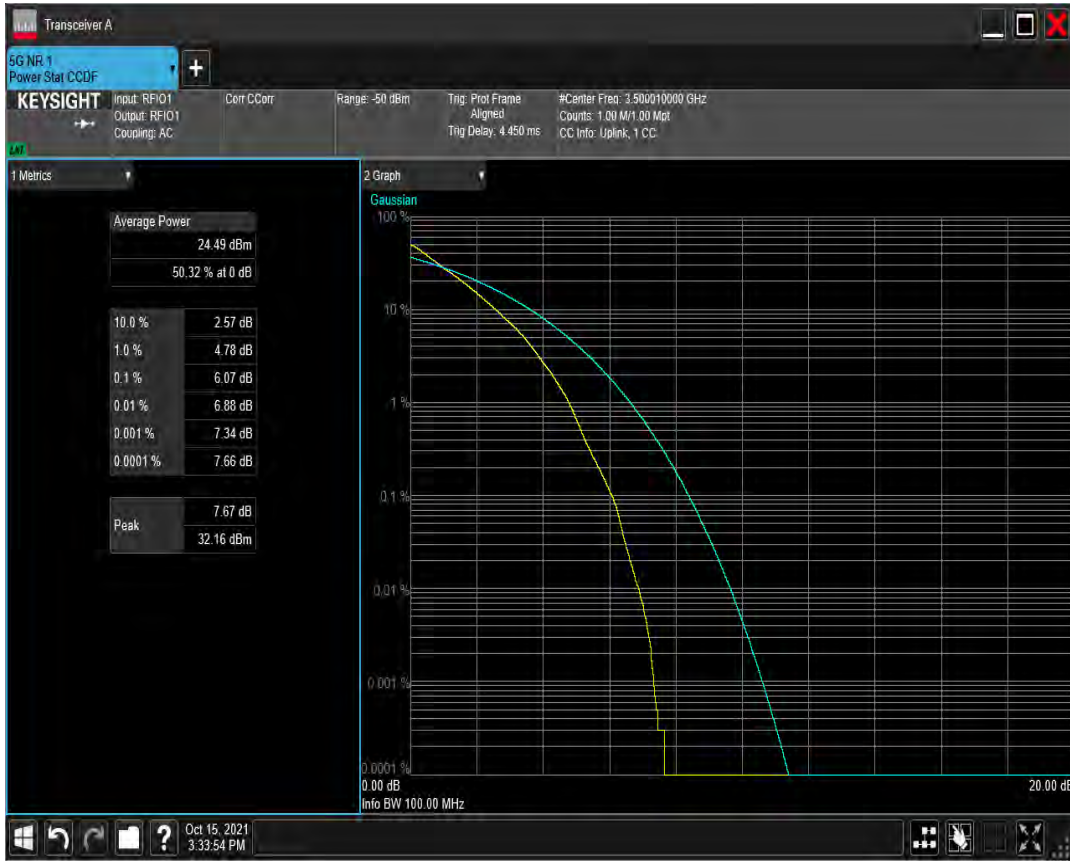 Transceiver A
5G NR 1
Power Stat CCDF
+
KEYSIGHT
Input: RFIO1
Output: RFIO1
Coupling: AC
Corr CCorr
Range: -50 dBm
Trig: Prot Frame
Aligned
Trig Delay: 4.450 ms
#Center Freq: 3.500010000 GHz
Counts: 1.00 M/1.00 Mpt
CC Info: Uplink, 1 CC
LXI
1 Metrics
Average Power
24.49 dBm
50.32 % at 0 dB
10.0 % 2.57 dB
1.0 % 4.78 dB
0.1 % 6.07 dB
0.01 % 6.88 dB
0.001 % 7.34 dB
0.0001 % 7.66 dB
Peak 7.67 dB
32.16 dBm
2 Graph
Gaussian
100 %
10 %
1 %
0.1 %
0.01 %
0.001 %
0.0001 %
0.00 dB 20.00 dB
Info BW 100.00 MHz
? Oct 15, 2021
3:33:54 PM